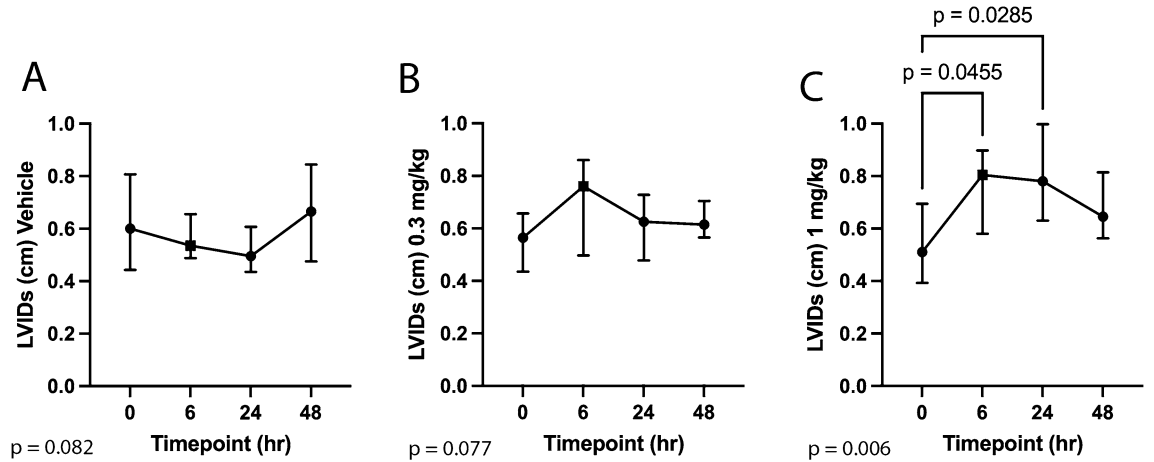 A
LVIDs (cm) Vehicle
1.0
0.8
0.6
0.4
0.2
0.0
0 6 24 48
Timepoint (hr)
p = 0.082
B
LVIDs (cm) 0.3 mg/kg
1.0
0.8
0.6
0.4
0.2
0.0
0 6 24 48
Timepoint (hr)
p = 0.077
C
p = 0.0285
p = 0.0455
LVIDs (cm) 1 mg/kg
1.0
0.8
0.6
0.4
0.2
0.0
0 6 24 48
Timepoint (hr)
p = 0.006